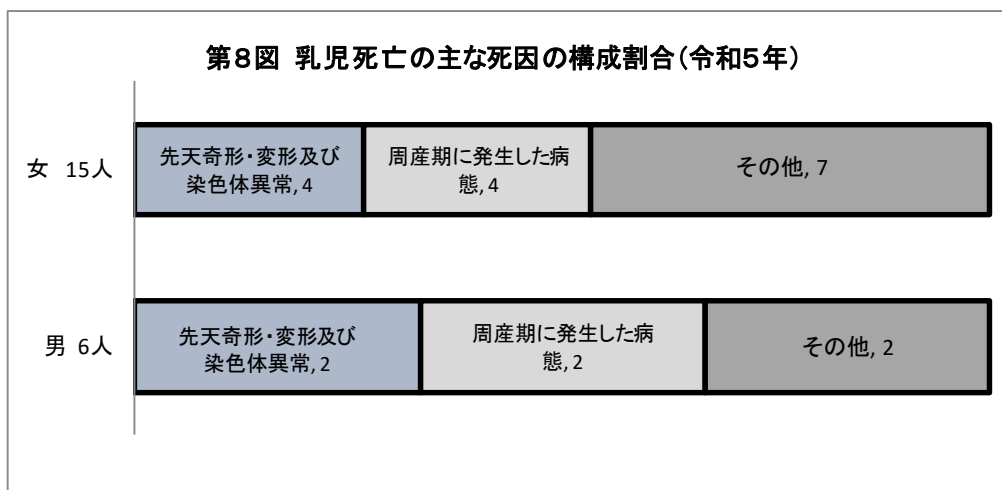 第8図 乳児死亡の主な死因の構成割合(令和5年)
女 15人
先天奇形・変形及び
染色体異常, 4
周産期に発生した病
態, 4
その他, 7
男 6人
先天奇形・変形及び
染色体異常, 2
周産期に発生した病
態, 2
その他, 2